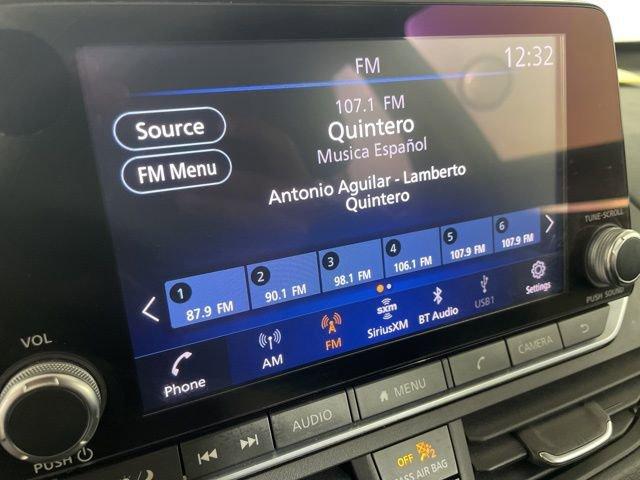 FM
12:32
107.1 FM
Source
Quintero
Musica Español
FM Menu
Antonio Aguilar - Lamberto
Quintero
TUNE·SCROLL
1 2 3 4 5 6
87.9 FM 90.1 FM 98.1 FM 106.1 FM 107.9 FM 107.9 FM
PUSH SOUND
Phone AM FM sxm SiriusXM BT Audio USB1 Settings
VOL
PUSH
AUDIO MENU CAMERA
OFF 2
PASS AIR BAG